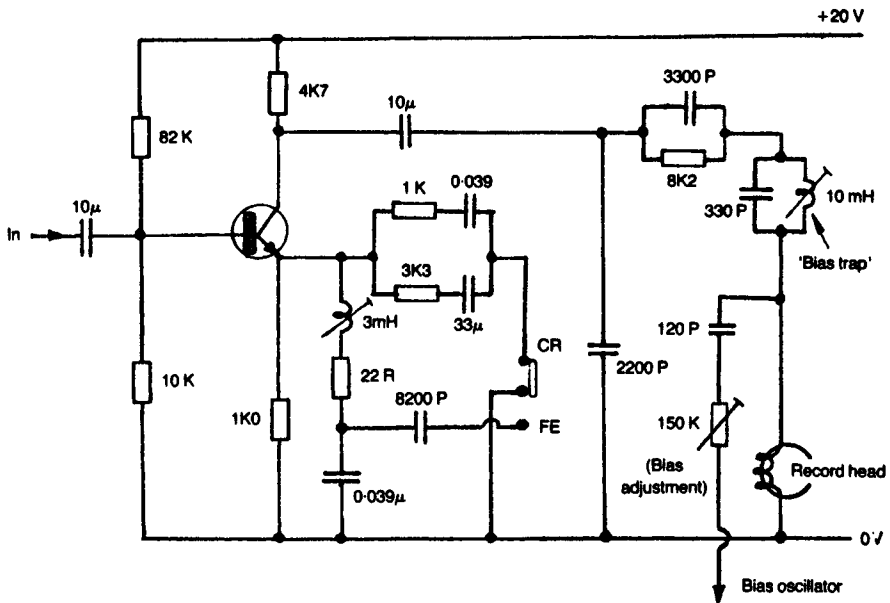 +20 V
3300 P
4K7
10μ
82 K
8K2
1 K
0·039
10 mH
330 P
10μ
In
'Bias trap'
3K3
33μ
3mH
120 P
CR
2200 P
10 K
22 R
8200 P
150 K
1K0
FE
(Bias
adjustment)
Record head
0·039μ
0V
Bias oscillator